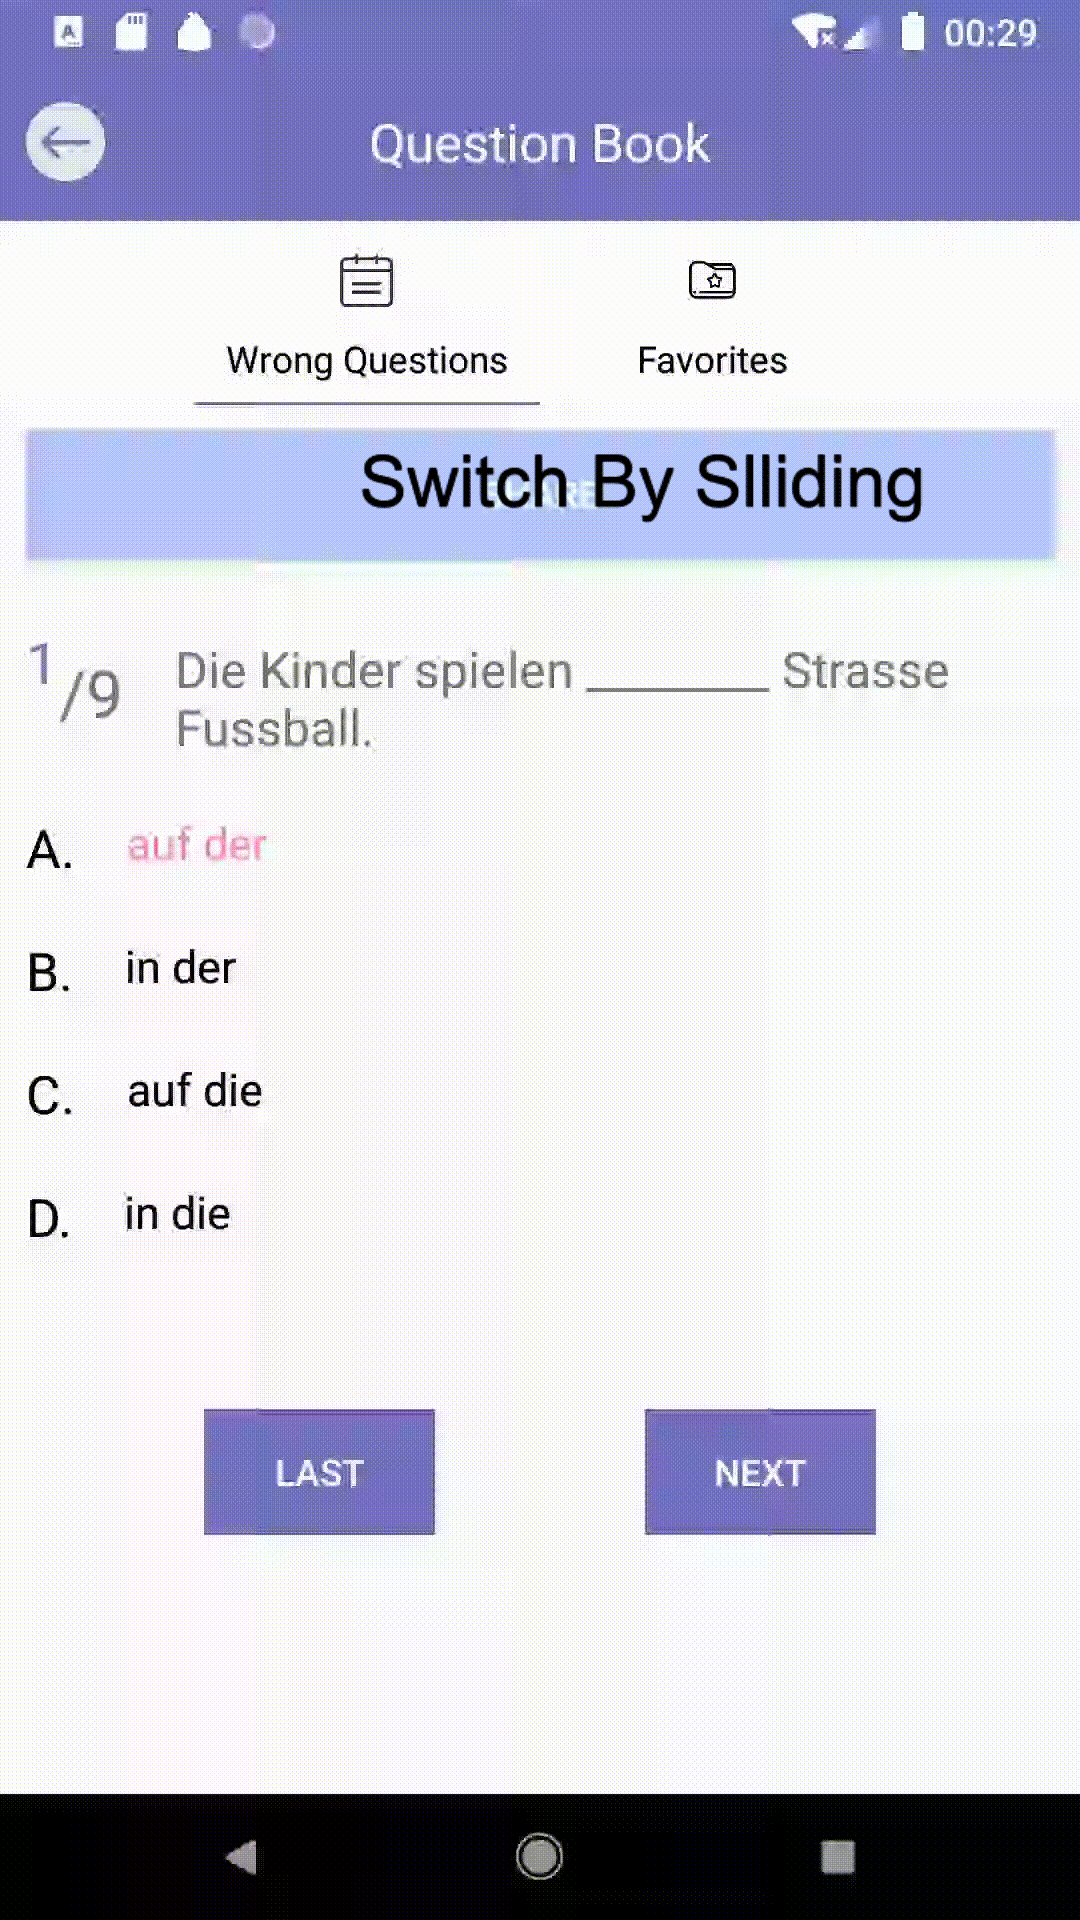 00:29
Question Book
Wrong Questions
Favorites
Switch By Slliding
1/9
Die Kinder spielen _______ Strasse
Fussball.
A. auf der
B. in der
C. auf die
D. in die
LAST
NEXT